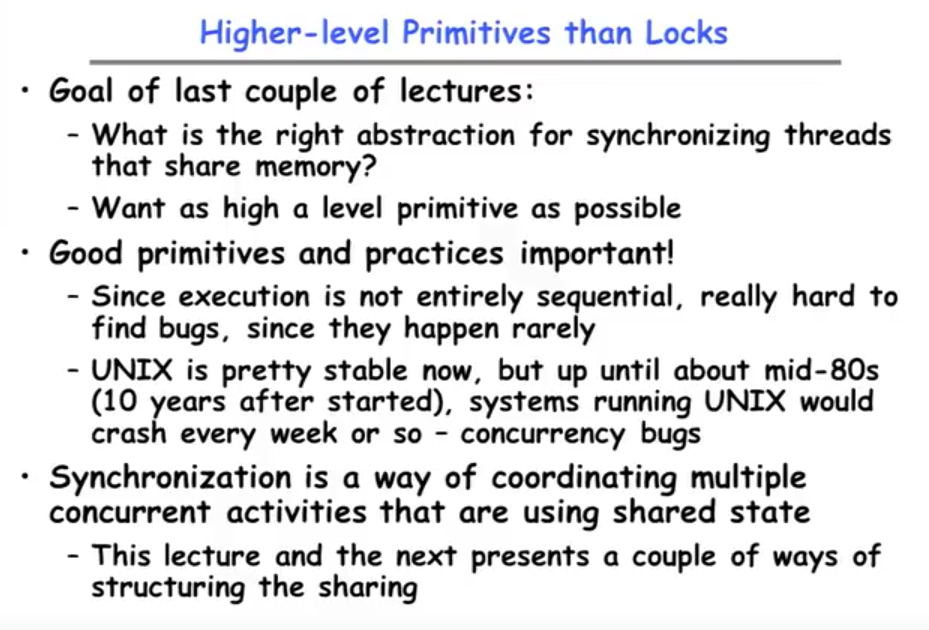 Higher-level Primitives than Locks
• Goal of last couple of lectures:
– What is the right abstraction for synchronizing threads
that share memory?
– Want as high a level primitive as possible
• Good primitives and practices important!
– Since execution is not entirely sequential, really hard to
find bugs, since they happen rarely
– UNIX is pretty stable now, but up until about mid-80s
(10 years after started), systems running UNIX would
crash every week or so – concurrency bugs
• Synchronization is a way of coordinating multiple
concurrent activities that are using shared state
– This lecture and the next presents a couple of ways of
structuring the sharing